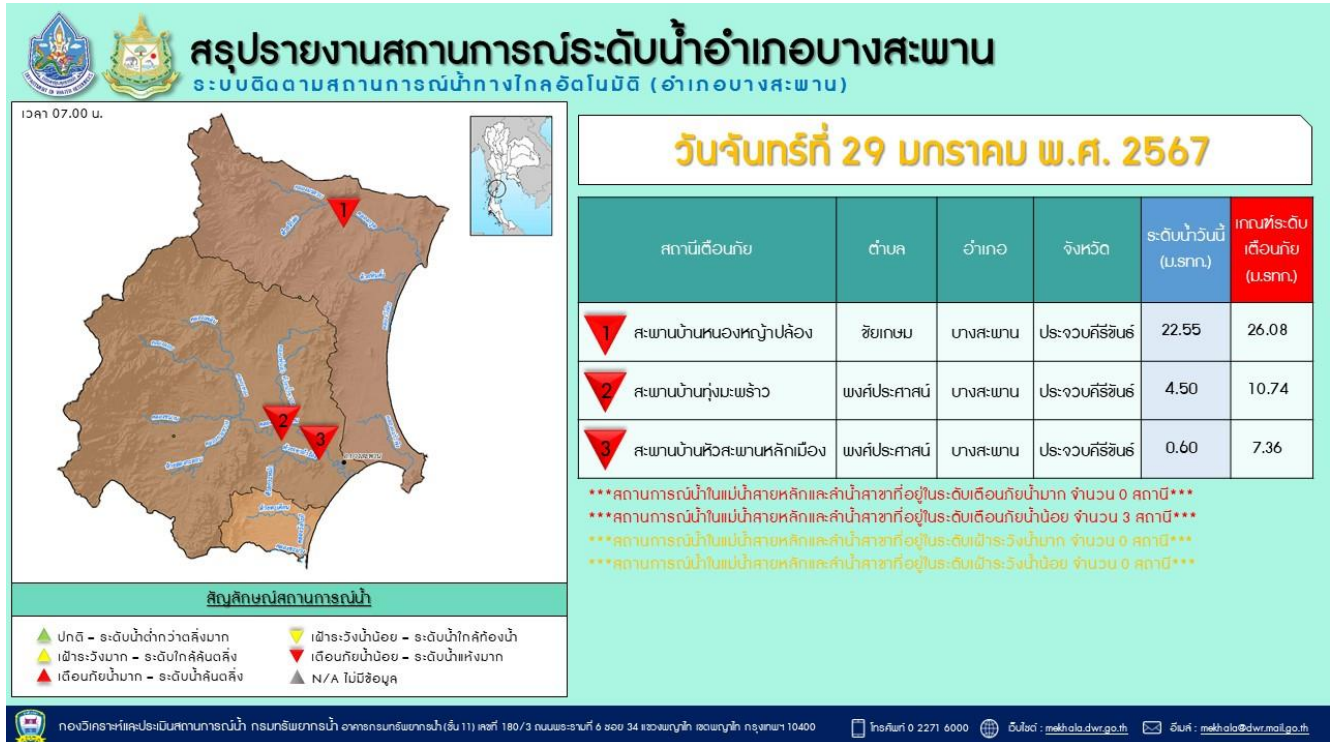 สรุปรายงานสถานการณ์ระดับน้ำอำเภอบางสะพาน
ระบบติดตามสถานการณ์น้ำทางไกลอัตโนมัติ (อำเภอบางสะพาน)
เวลา 07.00 น.
วันจันทร์ที่ 29 มกราคม พ.ศ. 2567
สถานีเตือนภัย ตำบล อำเภอ จังหวัด ระดับน้ำวันนี้ (ม.รทก.) เกณฑ์ระดับเตือนภัย (ม.รทก.)
1 สะพานบ้านหนองหญ้าปล้อง ชัยเกษม บางสะพาน ประจวบคีรีขันธ์ 22.55 26.08
2 สะพานบ้านทุ่งมะพร้าว พงศ์ประศาสน์ บางสะพาน ประจวบคีรีขันธ์ 4.50 10.74
3 สะพานบ้านหัวสะพานหลักเมือง พงศ์ประศาสน์ บางสะพาน ประจวบคีรีขันธ์ 0.60 7.36
***สถานการณ์น้ำในแม่น้ำสายหลักและลำน้ำสาขาที่อยู่ในระดับเตือนภัยน้ำมาก จำนวน 0 สถานี***
***สถานการณ์น้ำในแม่น้ำสายหลักและลำน้ำสาขาที่อยู่ในระดับเตือนภัยน้ำน้อย จำนวน 3 สถานี***
***สถานการณ์น้ำในแม่น้ำสายหลักและลำน้ำสาขาที่อยู่ในระดับเฝ้าระวังน้ำมาก จำนวน 0 สถานี***
***สถานการณ์น้ำในแม่น้ำสายหลักและลำน้ำสาขาที่อยู่ในระดับเฝ้าระวังน้ำน้อย จำนวน 0 สถานี***
1
2
3
สัญลักษณ์สถานการณ์น้ำ
ปกติ - ระดับน้ำต่ำกว่าตลิ่งมาก
เฝ้าระวังมาก - ระดับใกล้ล้นตลิ่ง
เตือนภัยน้ำมาก - ระดับน้ำล้นตลิ่ง
เฝ้าระวังน้ำน้อย - ระดับน้ำใกล้ท้องน้ำ
เตือนภัยน้ำน้อย - ระดับน้ำแห้งมาก
N/A ไม่มีข้อมูล
กองวิเคราะห์และประเมินสถานการณ์น้ำ กรมทรัพยากรน้ำ อาคารกรมทรัพยากรน้ำ (ชั้น 11) เลขที่ 180/3 ถนนพระรามที่ 6 ซอย 34 แขวงพญาไท เขตพญาไท กรุงเทพฯ 10400 โทรศัพท์ 0 2271 6000 เว็บไซต์ : mekhala.dwr.go.th อีเมล์ : mekhala@dwr.mail.go.th